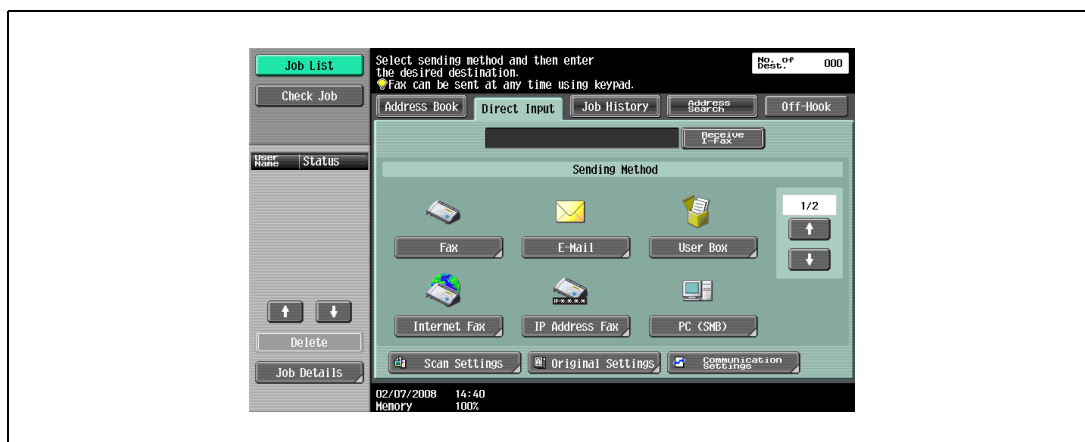 Job List
Check Job
User Name
Status
Delete
Job Details
Select sending method and then enter
the desired destination.
Fax can be sent at any time using keypad.
No. of Dest.
000
Address Book
Direct Input
Job History
Address Search
Off-Hook
Receive I-Fax
Sending Method
Fax
E-Mail
User Box
1/2
Internet Fax
IP Address Fax
PC (SMB)
Scan Settings
Original Settings
Communication Settings
02/07/2008 14:40
Memory 100%